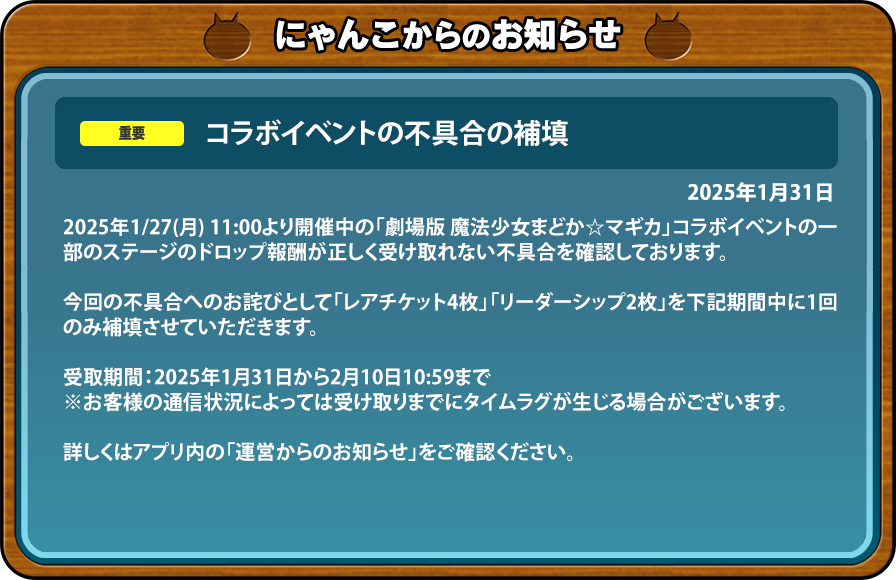 にゃんこからのお知らせ
重要
コラボイベントの不具合の補填
2025年1月31日
2025年1/27(月) 11:00より開催中の「劇場版 魔法少女まどか☆マギカ」コラボイベントの一
部のステージのドロップ報酬が正しく受け取れない不具合を確認しております。
今回の不具合へのお詫びとして「レアチケット4枚」「リーダーシップ2枚」を下記期間中に1回
のみ補填させていただきます。
受取期間：2025年1月31日から2月10日10:59まで
※お客様の通信状況によっては受け取りまでにタイムラグが生じる場合がございます。
詳しくはアプリ内の「運営からのお知らせ」をご確認ください。